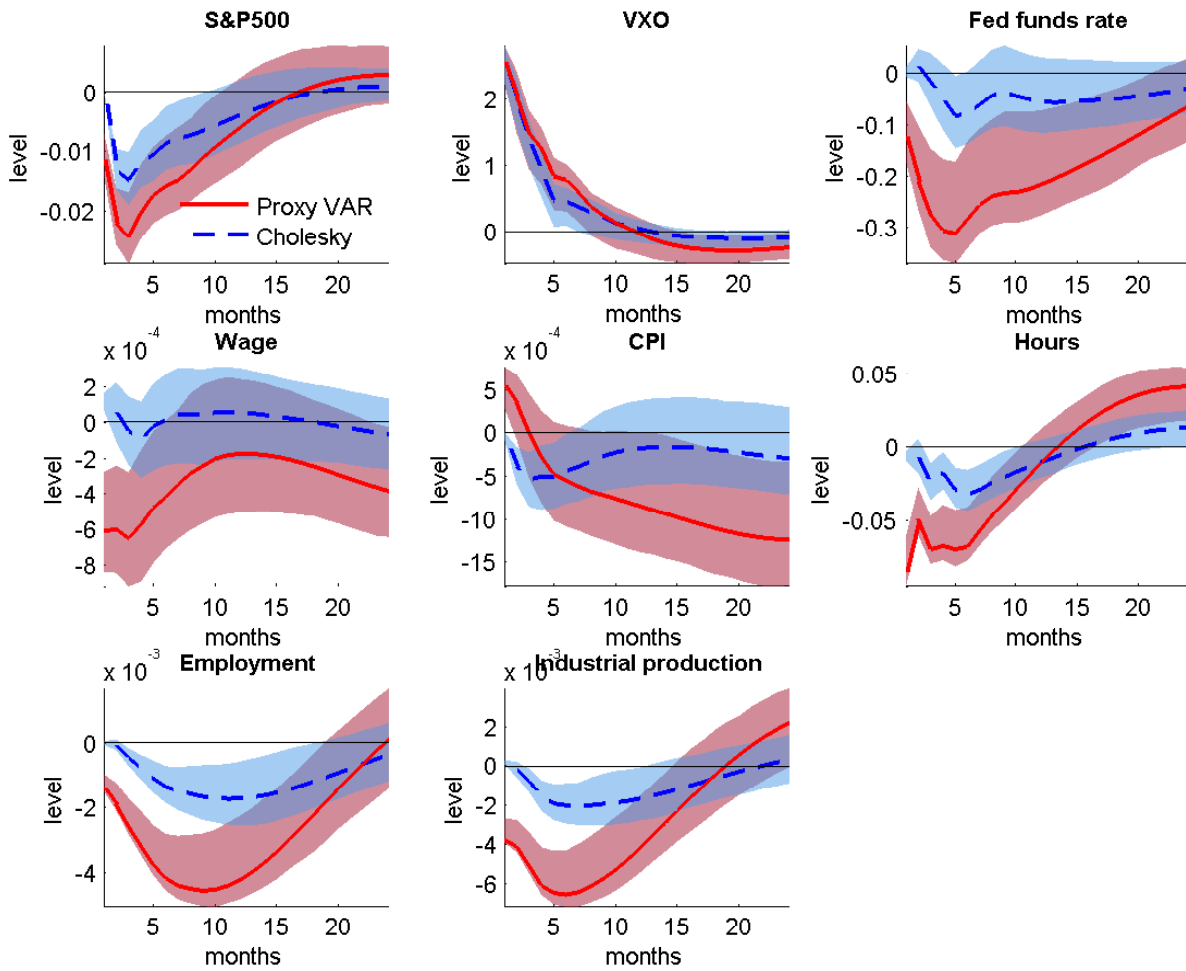 S&P500
0
-0.01
-0.02
level
Proxy VAR
Cholesky
5 10 15 20
months
VXO
2
1
0
level
5 10 15 20
months
Fed funds rate
0
-0.1
-0.2
-0.3
level
5 10 15 20
months
Wage
x 10^-4
2
0
-2
-4
-6
-8
level
5 10 15 20
months
CPI
x 10^-4
5
0
-5
-10
-15
level
5 10 15 20
months
Hours
0.05
0
-0.05
level
5 10 15 20
months
Employment
x 10^-3
0
-2
-4
level
5 10 15 20
months
Industrial production
x 10^-3
2
0
-2
-4
-6
level
5 10 15 20
months